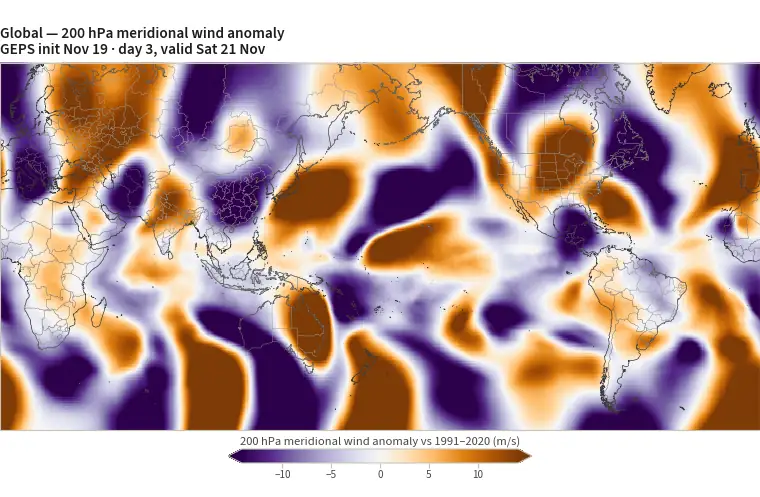 Global — 200 hPa meridional wind anomaly
GEPS init Nov 19 · day 3, valid Sat 21 Nov
200 hPa meridional wind anomaly vs 1991–2020 (m/s)
−10 −5 0 5 10